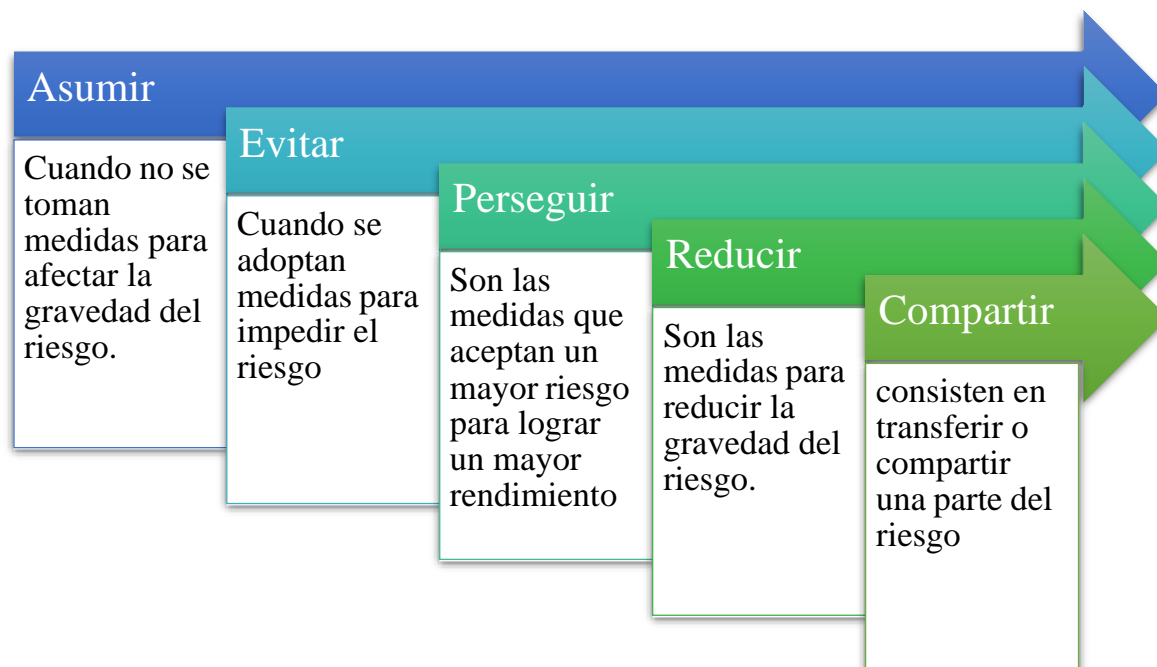 Asumir
Cuando no se
toman
medidas para
afectar la
gravedad del
riesgo.
Evitar
Cuando se
adoptan
medidas para
impedir el
riesgo
Perseguir
Son las
medidas que
aceptan un
mayor riesgo
para lograr
un mayor
rendimiento
Reducir
Son las
medidas para
reducir la
gravedad del
riesgo.
Compartir
consisten en
transferir o
compartir
una parte del
riesgo